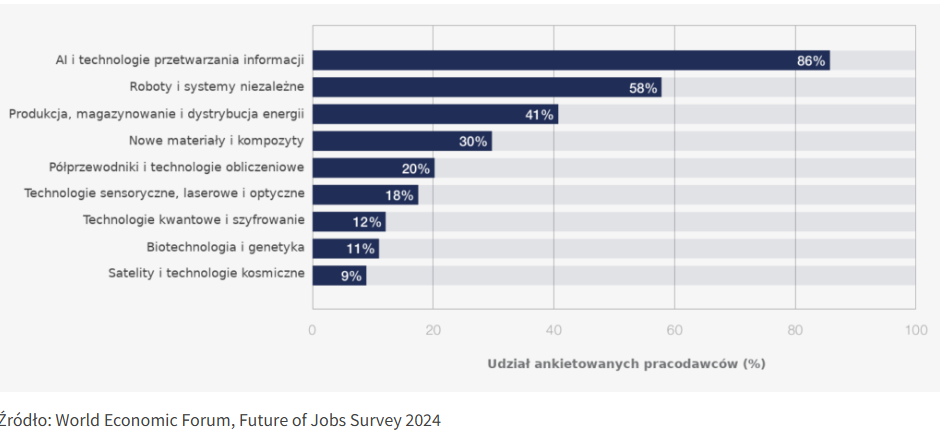 AI i technologie przetwarzania informacji 86%
Roboty i systemy niezależne 58%
Produkcja, magazynowanie i dystrybucja energii 41%
Nowe materiały i kompozyty 30%
Półprzewodniki i technologie obliczeniowe 20%
Technologie sensoryczne, laserowe i optyczne 18%
Technologie kwantowe i szyfrowanie 12%
Biotechnologia i genetyka 11%
Satelity i technologie kosmiczne 9%
0 20 40 60 80 100
Udział ankietowanych pracodawców (%)
Źródło: World Economic Forum, Future of Jobs Survey 2024